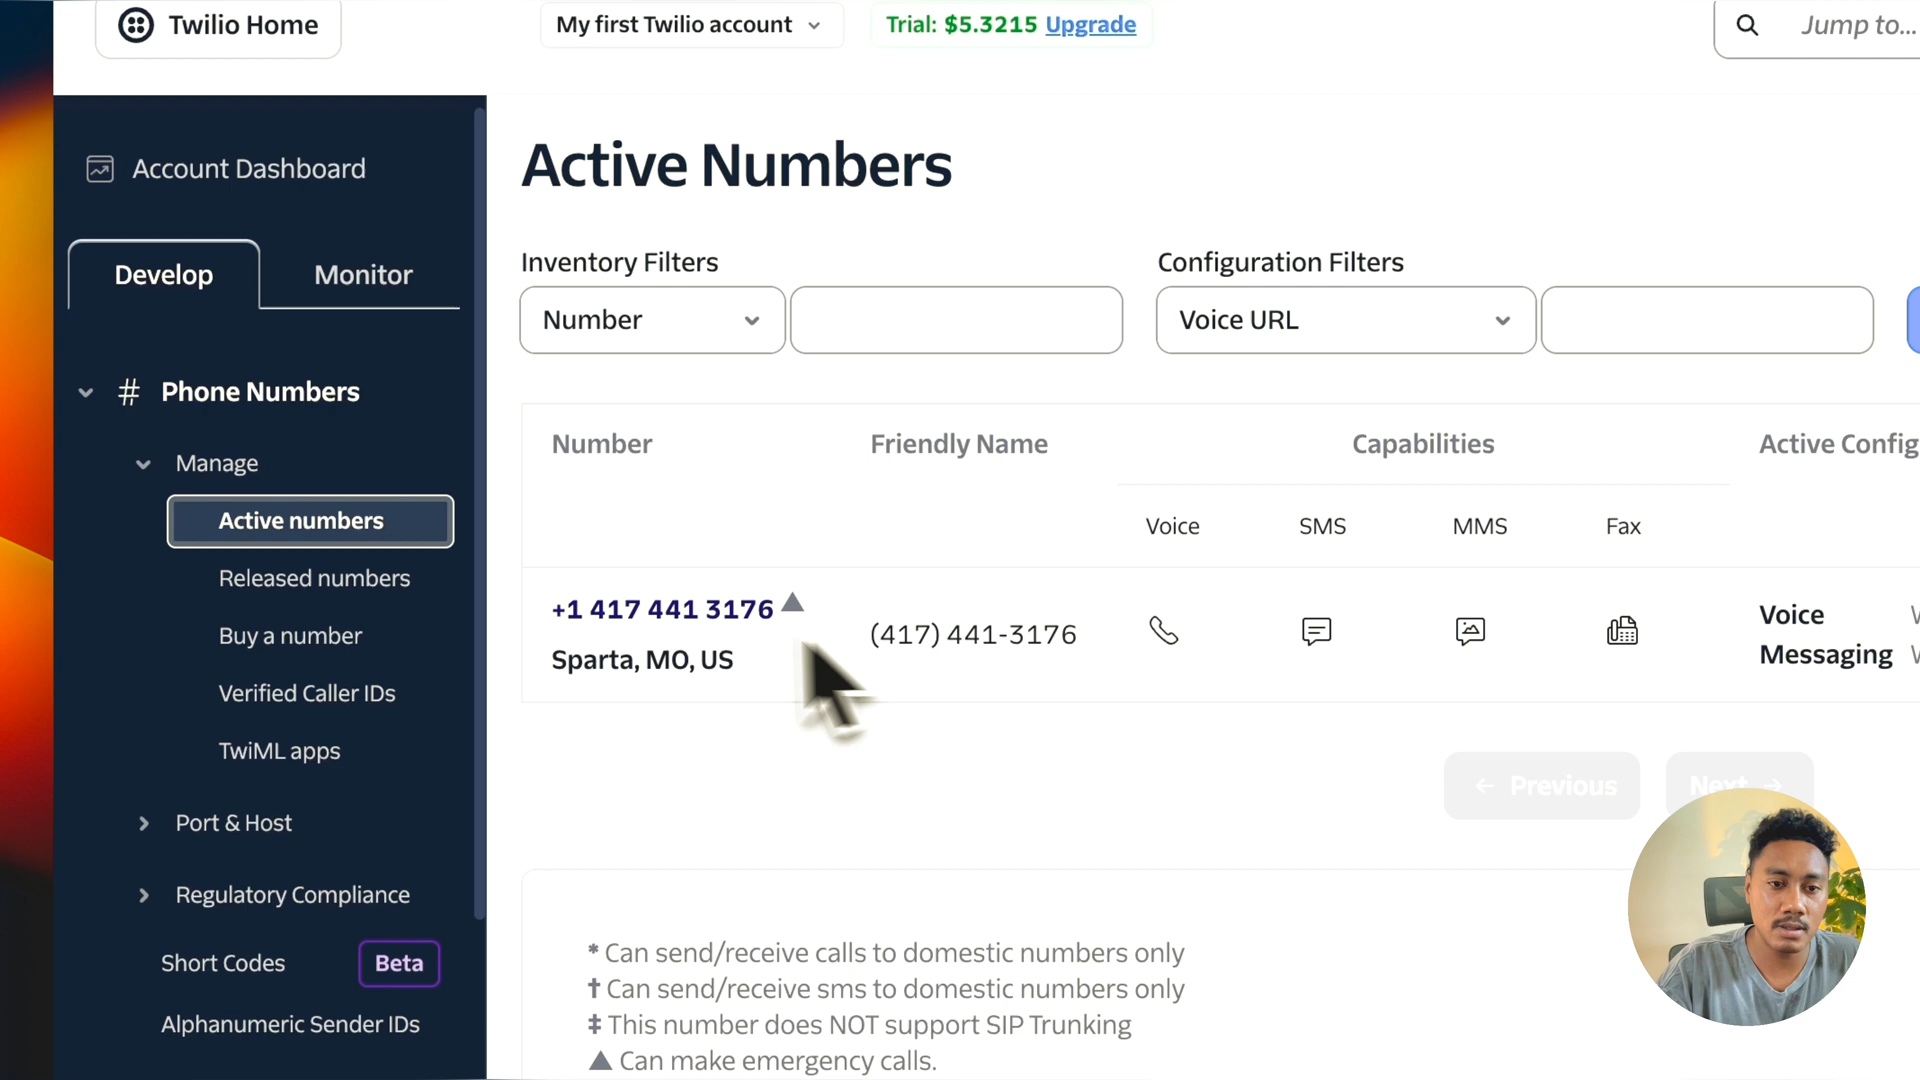 Twilio Home
My first Twilio account
Trial: $5.3215 Upgrade
Jump to...
Account Dashboard
Develop
Monitor
# Phone Numbers
Manage
Active numbers
Released numbers
Buy a number
Verified Caller IDs
TwiML apps
Port & Host
Regulatory Compliance
Short Codes
Beta
Alphanumeric Sender IDs
Active Numbers
Inventory Filters
Configuration Filters
Number
Voice URL
Number
Friendly Name
Capabilities
Active Config
Voice
SMS
MMS
Fax
+1 417 441 3176 ▲
Sparta, MO, US
(417) 441-3176
Voice
Messaging
← Previous
Next →
* Can send/receive calls to domestic numbers only
† Can send/receive sms to domestic numbers only
‡ This number does NOT support SIP Trunking
▲ Can make emergency calls.